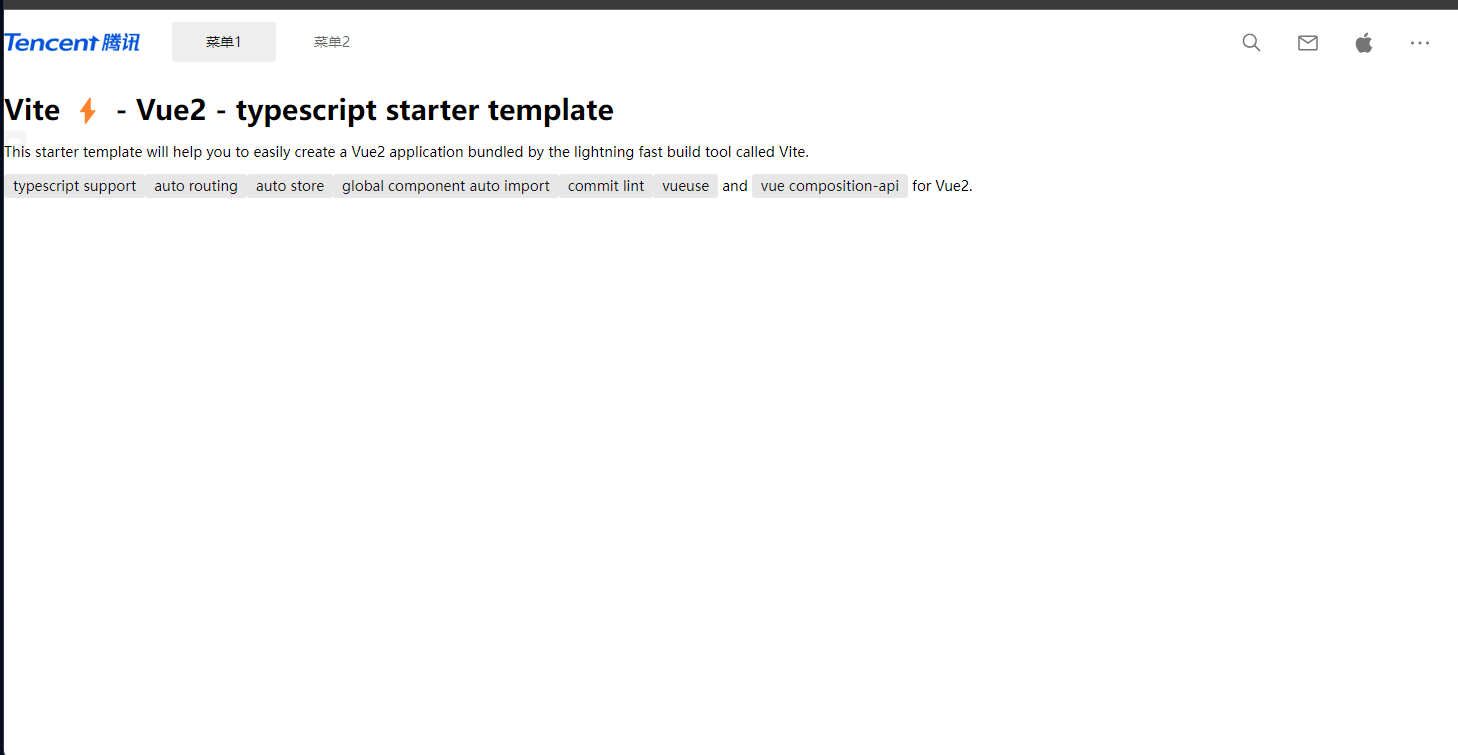 Tencent 腾讯 菜单1 菜单2
Vite ⚡ - Vue2 - typescript starter template
This starter template will help you to easily create a Vue2 application bundled by the lightning fast build tool called Vite.
typescript support auto routing auto store global component auto import commit lint vueuse and vue composition-api for Vue2.